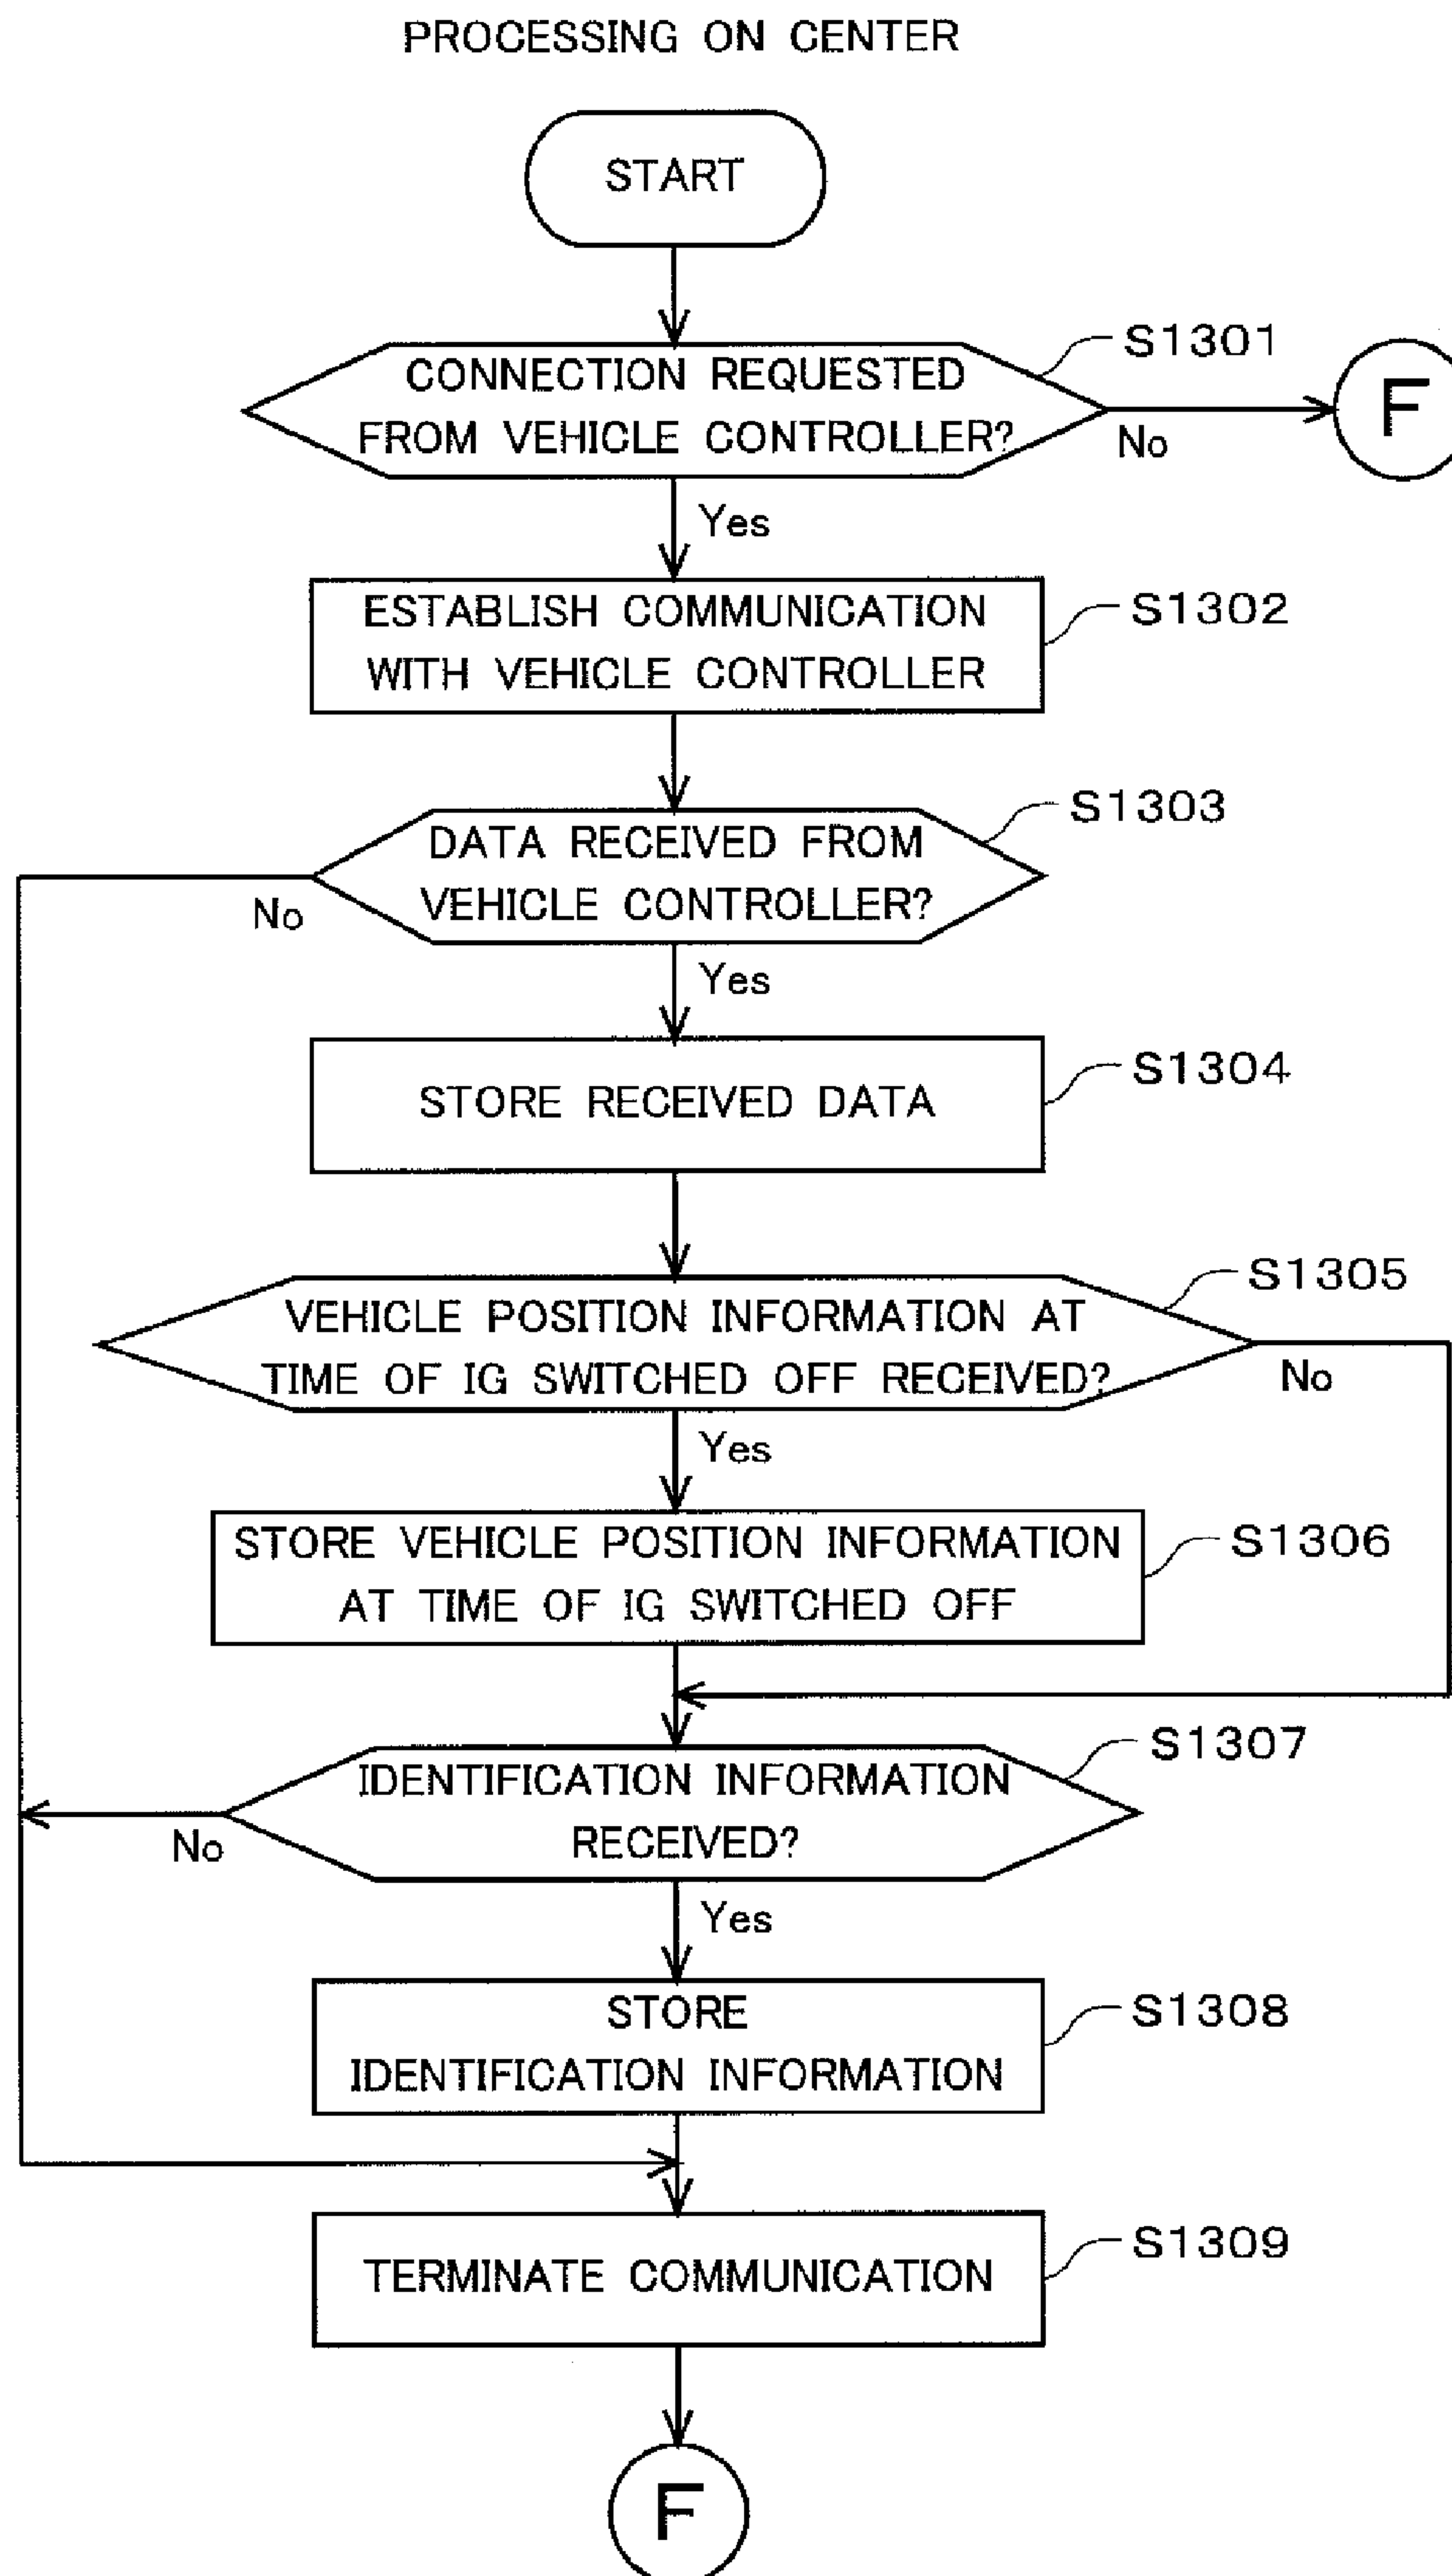 PROCESSING ON CENTER
START
S1301
CONNECTION REQUESTED
FROM VEHICLE CONTROLLER?
No
F
Yes
S1302
ESTABLISH COMMUNICATION
WITH VEHICLE CONTROLLER
S1303
DATA RECEIVED FROM
VEHICLE CONTROLLER?
No
Yes
S1304
STORE RECEIVED DATA
S1305
VEHICLE POSITION INFORMATION AT
TIME OF IG SWITCHED OFF RECEIVED?
No
Yes
S1306
STORE VEHICLE POSITION INFORMATION
AT TIME OF IG SWITCHED OFF
S1307
IDENTIFICATION INFORMATION
RECEIVED?
No
Yes
S1308
STORE
IDENTIFICATION INFORMATION
S1309
TERMINATE COMMUNICATION
F